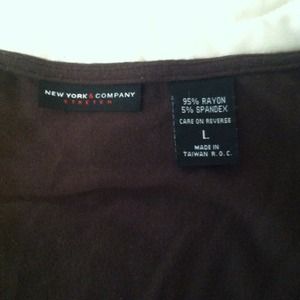 NEW YORK & COMPANY
STRETCH
95% RAYON
5% SPANDEX
CARE ON REVERSE
L
MADE IN
TAIWAN R.O.C.